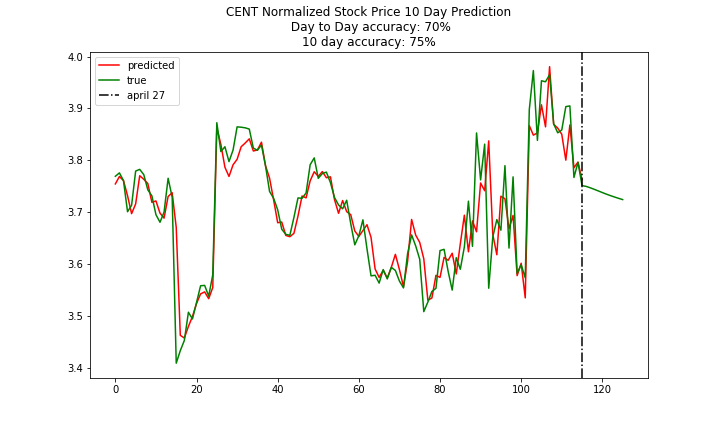 CENT Normalized Stock Price 10 Day Prediction
Day to Day accuracy: 70%
10 day accuracy: 75%
predicted
true
april 27
4.0
3.9
3.8
3.7
3.6
3.5
3.4
0 20 40 60 80 100 120